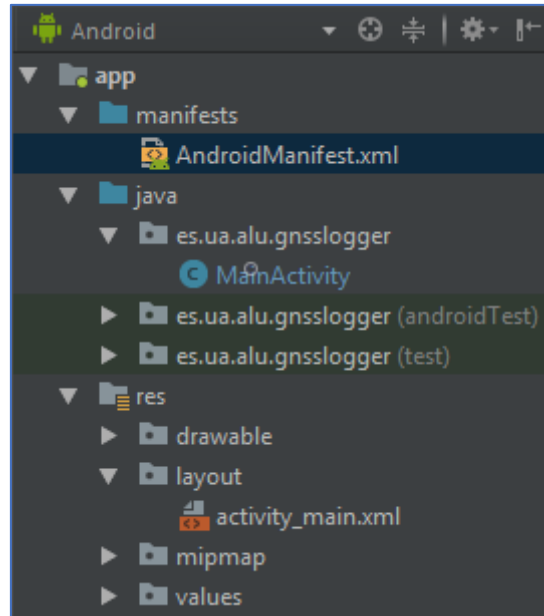 Android
app
manifests
AndroidManifest.xml
java
es.ua.alu.gnsslogger
C MainActivity
es.ua.alu.gnsslogger (androidTest)
es.ua.alu.gnsslogger (test)
res
drawable
layout
activity_main.xml
mipmap
values